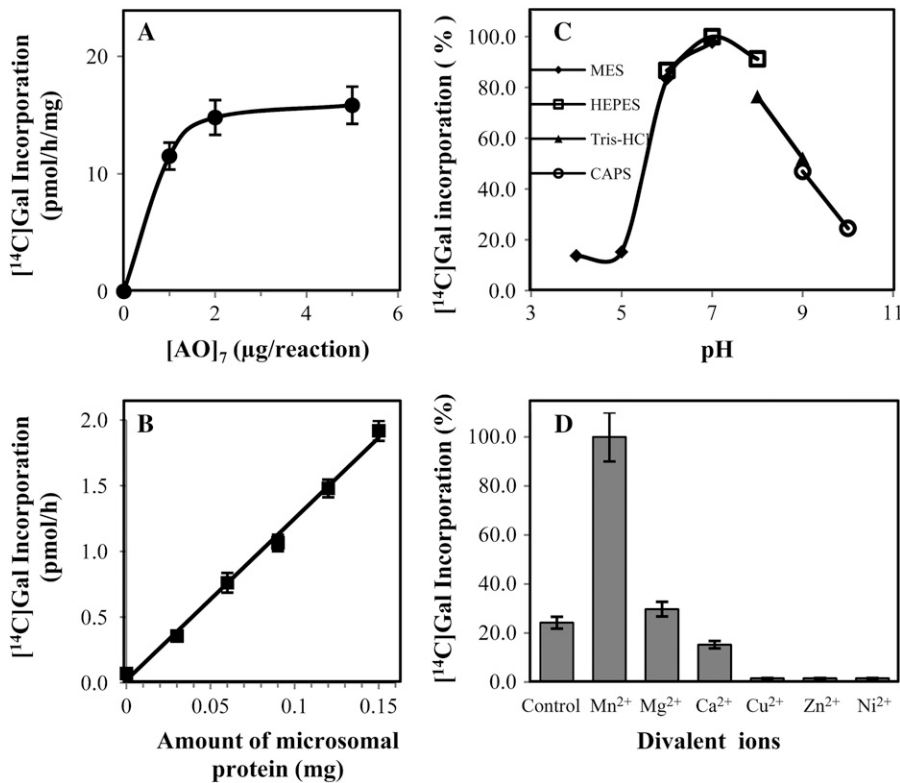 A
[¹⁴C]Gal Incorporation
(pmol/h/mg)
20
10
0
0 2 4 6
[AO]₇ (µg/reaction)
C
[¹⁴C]Gal incorporation ( % )
100.0
80.0
60.0
40.0
20.0
0.0
MES
HEPES
Tris-HCl
CAPS
3 5 7 9 11
pH
B
[¹⁴C]Gal Incorporation
(pmol/h)
2.0
1.5
1.0
0.5
0.0
0 0.05 0.1 0.15
Amount of microsomal
protein (mg)
D
[¹⁴C]Gal Incorporation (%)
100.0
80.0
60.0
40.0
20.0
0.0
Control Mn²⁺ Mg²⁺ Ca²⁺ Cu²⁺ Zn²⁺ Ni²⁺
Divalent ions